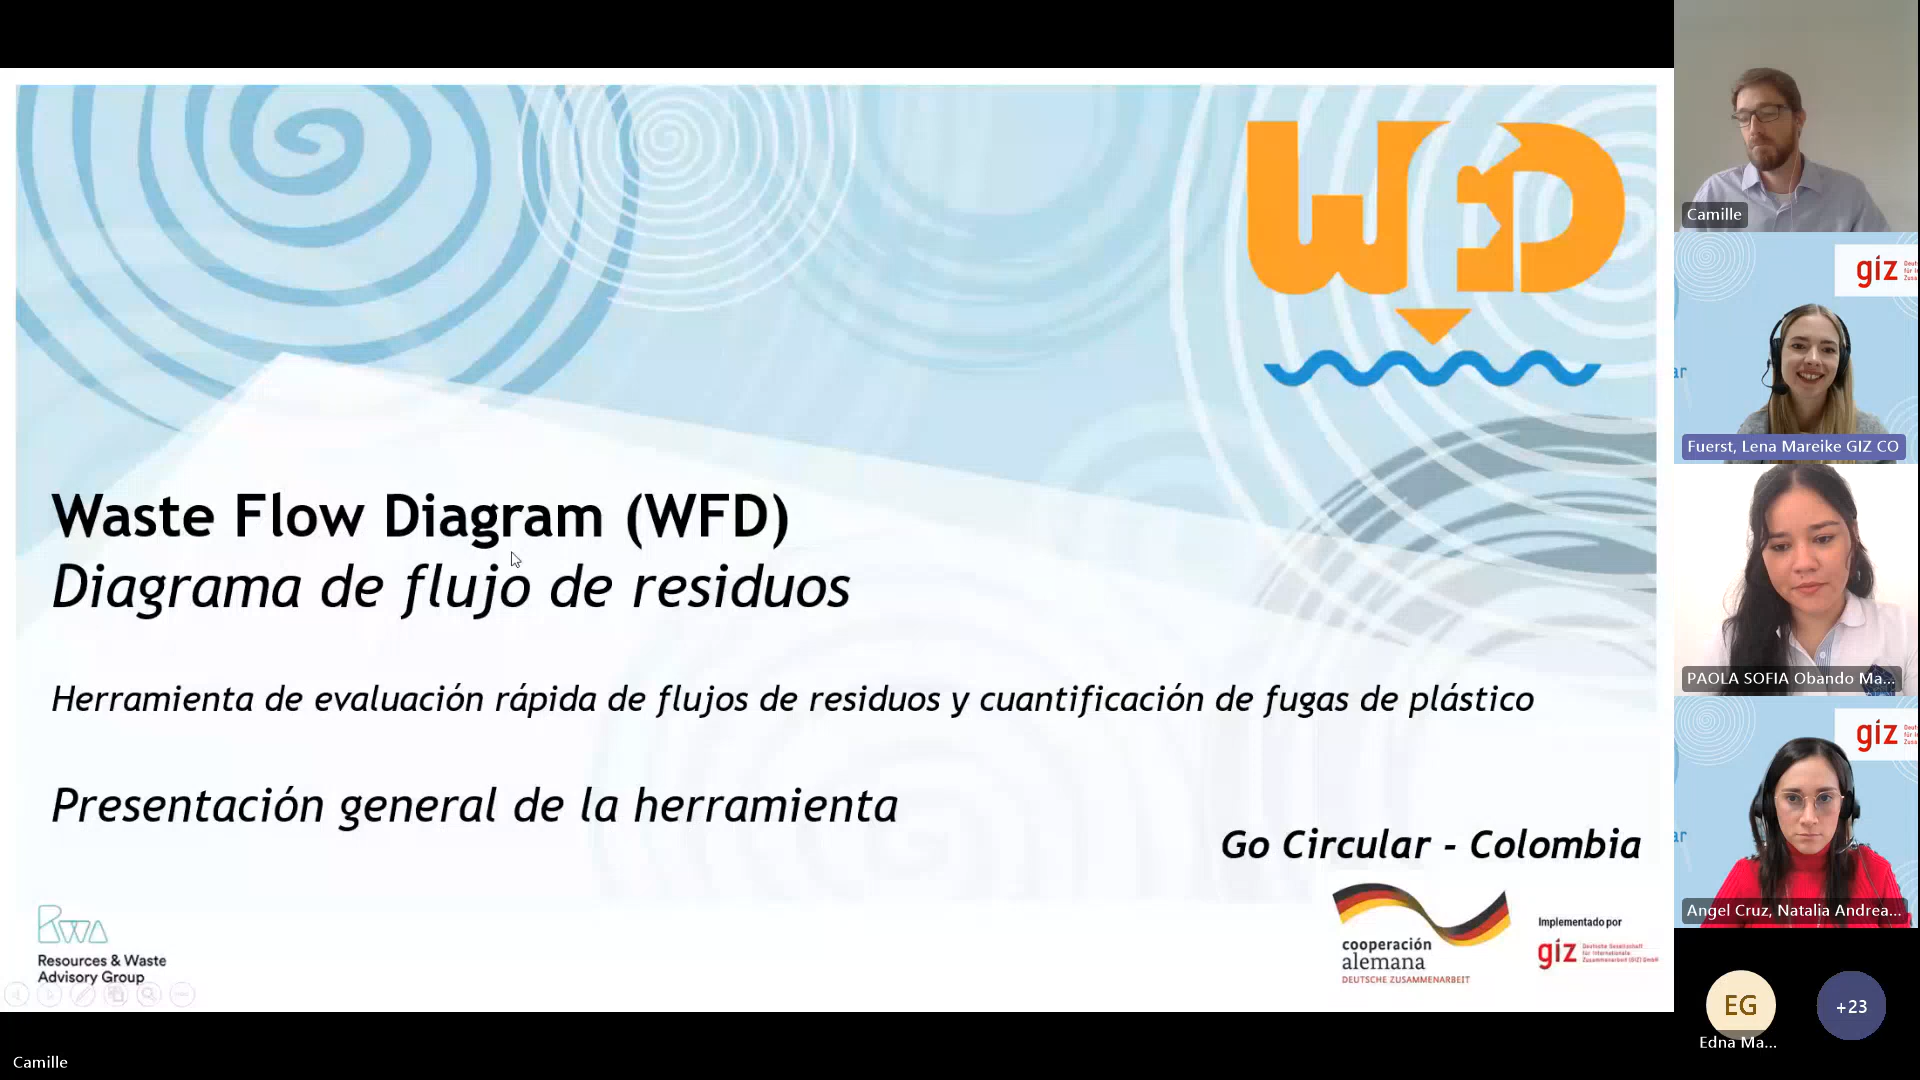 WFD
Waste Flow Diagram (WFD)
Diagrama de flujo de residuos
Herramienta de evaluación rápida de flujos de residuos y cuantificación de fugas de plástico
Presentación general de la herramienta
Go Circular - Colombia
RWA
Resources & Waste
Advisory Group
cooperación
alemana
DEUTSCHE ZUSAMMENARBEIT
Implementado por
giz
Deutsche Gesellschaft
für Internationale
Zusammenarbeit (GIZ) GmbH
Camille
Camille
giz
Fuerst, Lena Mareike GIZ CO
PAOLA SOFIA Obando Ma...
giz
Angel Cruz, Natalia Andrea...
EG
Edna Ma...
+23